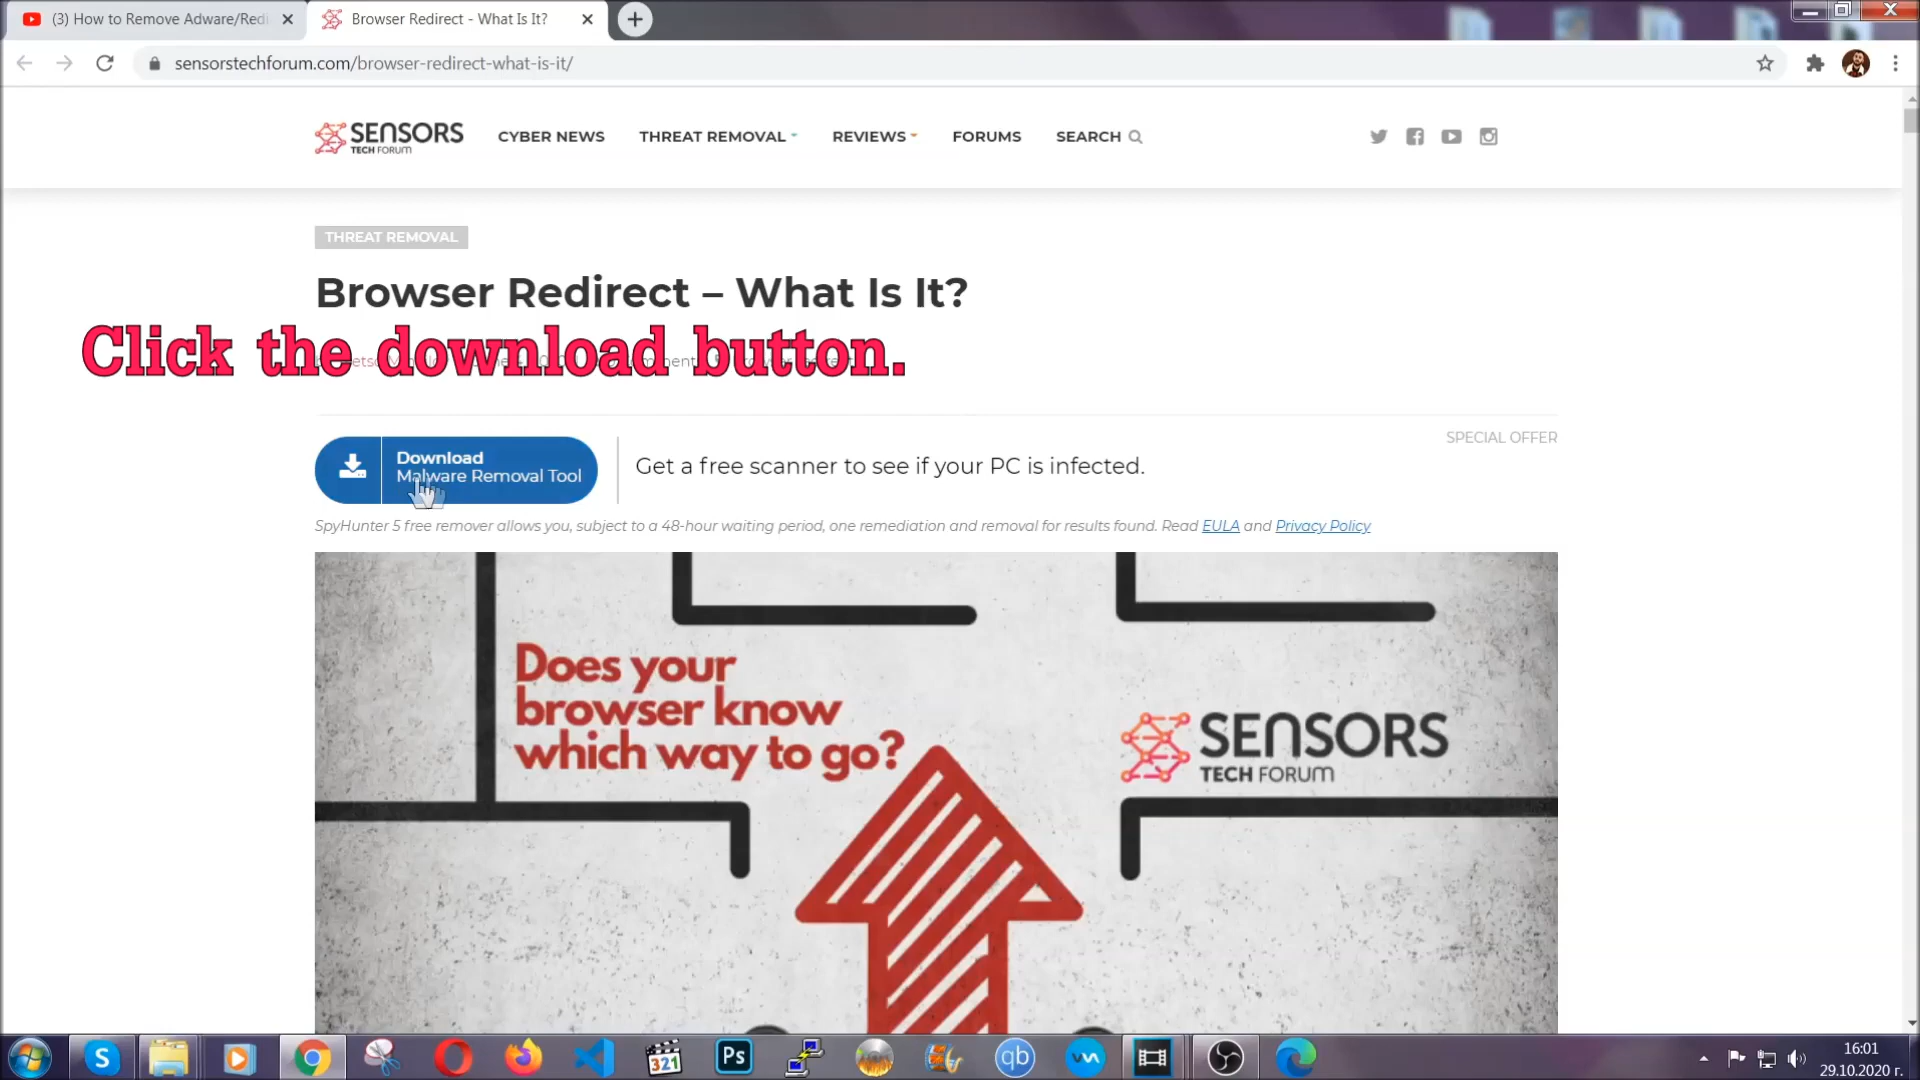 (3) How to Remove Adware/Redi
Browser Redirect - What Is It?
sensorstechforum.com/browser-redirect-what-is-it/
SENSORS
TECH FORUM
CYBER NEWS
THREAT REMOVAL
REVIEWS
FORUMS
SEARCH
THREAT REMOVAL
Browser Redirect – What Is It?
Click the download button.
SPECIAL OFFER
Download
Malware Removal Tool
Get a free scanner to see if your PC is infected.
SpyHunter 5 free remover allows you, subject to a 48-hour waiting period, one remediation and removal for results found. Read EULA and Privacy Policy
Does your
browser know
which way to go?
SENSORS
TECH FORUM
S
321
Ps
qb
16:01
29.10.2020 г.